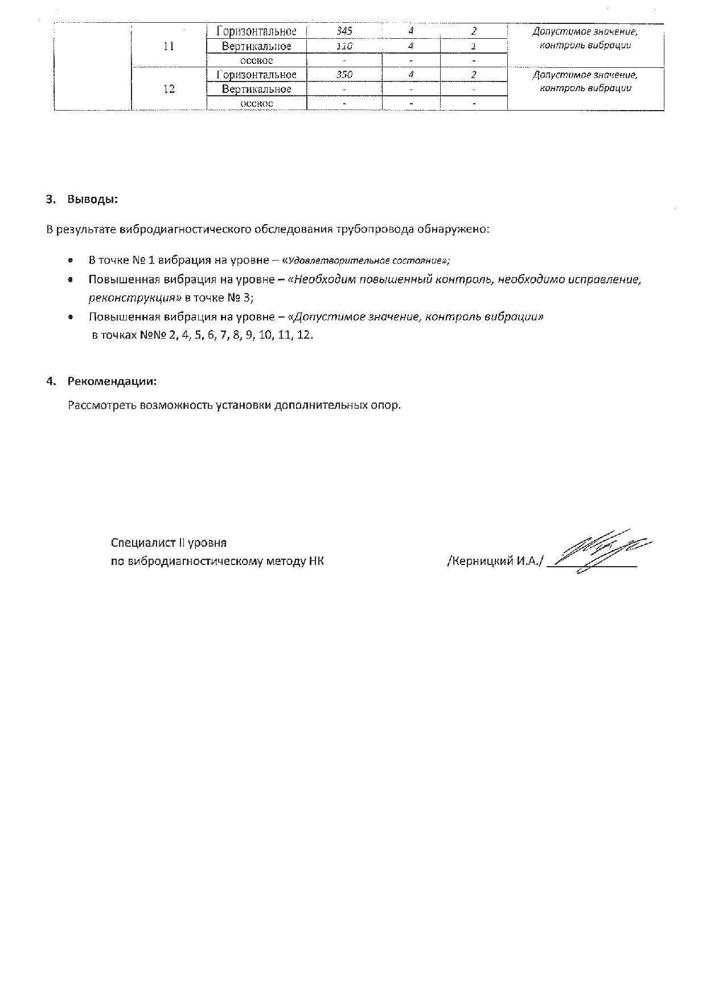 Горизонтальное 345 4 2 Допустимое значение,
11 Вертикальное 110 4 1 контроль вибрации
осевое - - -
Горизонтальное 350 4 2 Допустимое значение,
12 Вертикальное - - - контроль вибрации
осевое - - -
3. Выводы:
В результате вибродиагностического обследования трубопровода обнаружено:
• В точке № 1 вибрация на уровне – «Удовлетворительное состояние»;
• Повышенная вибрация на уровне – «Необходим повышенный контроль, необходимо исправление,
реконструкция» в точке № 3;
• Повышенная вибрация на уровне – «Допустимое значение, контроль вибрации»
в точках №№ 2, 4, 5, 6, 7, 8, 9, 10, 11, 12.
4. Рекомендации:
Рассмотреть возможность установки дополнительных опор.
Специалист II уровня
по вибродиагностическому методу НК /Керницкий И.А./